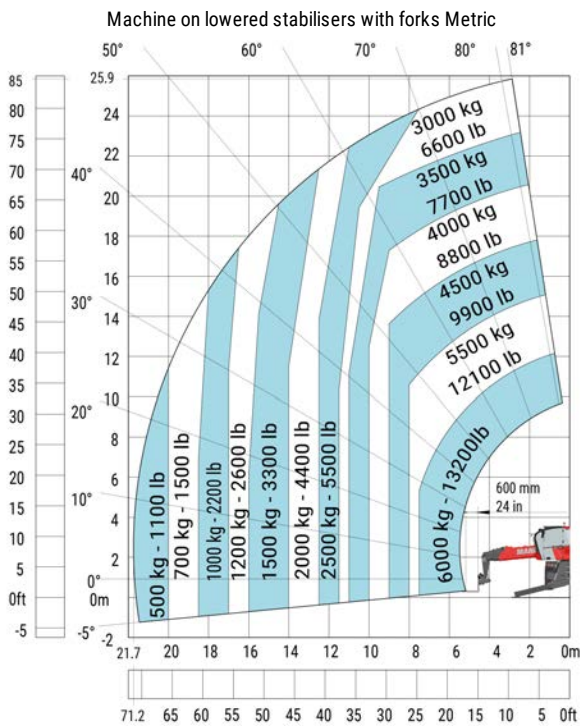 Machine on lowered stabilisers with forks Metric
50°
60°
70°
80°
81°
85
80
75
70
65
60
55
50
45
40
35
30
25
20
15
10
5
0ft
-5
25.9
24
22
20
18
16
14
12
10
8
6
4
2
0m
-2
40°
30°
20°
10°
0°
-5°
3000 kg
6600 lb
3500 kg
7700 lb
4000 kg
8800 lb
4500 kg
9900 lb
5500 kg
12100 lb
6000 kg - 13200lb
500 kg - 1100 lb
700 kg - 1500 lb
1000 kg - 2200 lb
1200 kg - 2600 lb
1500 kg - 3300 lb
2000 kg - 4400 lb
2500 kg - 5500 lb
600 mm
24 in
21.7 20 18 16 14 12 10 8 6 4 2 0m
71.2 65 60 55 50 45 40 35 30 25 20 15 10 5 0ft